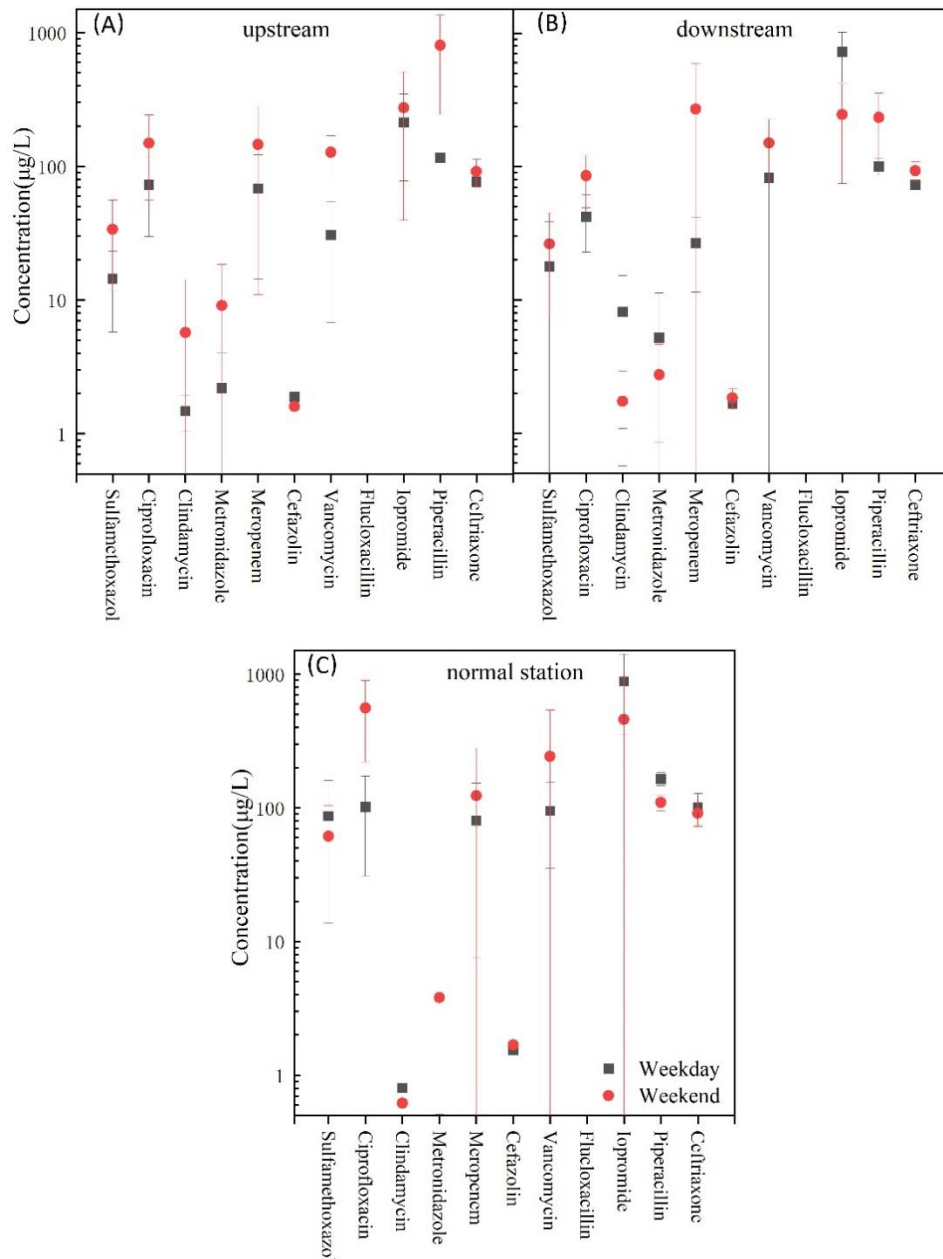 (A)
upstream
1000
100
10
1
Concentration(μg/L)
Sulfamethoxazol
Ciprofloxacin
Clindamycin
Metronidazole
Meropenem
Cefazolin
Vancomycin
Flucloxacillin
Iopromide
Piperacillin
Ceftriaxone
(B)
downstream
Sulfamethoxazol
Ciprofloxacin
Clindamycin
Metronidazole
Meropenem
Cefazolin
Vancomycin
Flucloxacillin
Iopromide
Piperacillin
Ceftriaxone
(C)
normal station
1000
100
10
1
Concentration(μg/L)
Weekday
Weekend
Sulfamethoxazol
Ciprofloxacin
Clindamycin
Metronidazole
Meropenem
Cefazolin
Vancomycin
Flucloxacillin
Iopromide
Piperacillin
Ceftriaxone